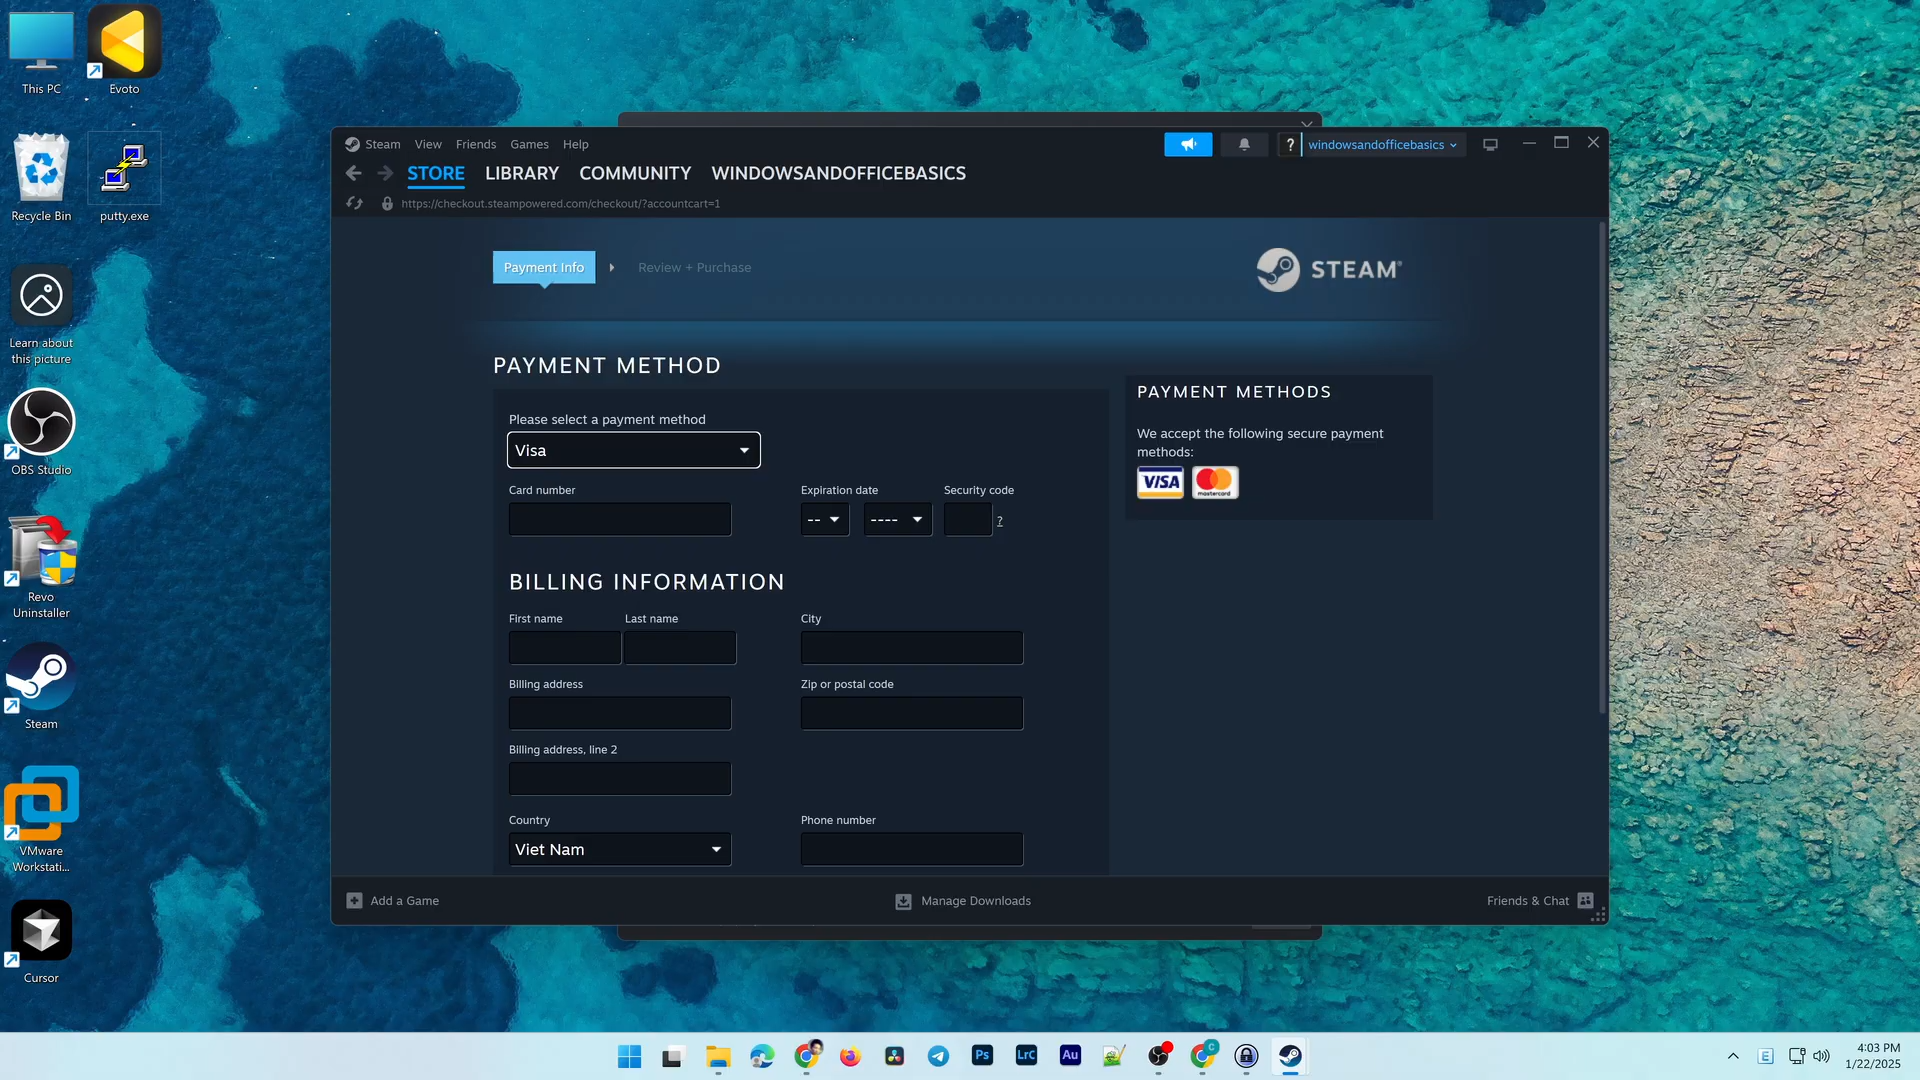 This PC
Evoto
Recycle Bin
putty.exe
Learn about
this picture
OBS Studio
Revo
Uninstaller
Steam
VMware
Workstati...
Cursor
Steam
View
Friends
Games
Help
?
windowsandofficebasics
STORE
LIBRARY
COMMUNITY
WINDOWSANDOFFICEBASICS
https://checkout.steampowered.com/checkout/?accountcart=1
Payment Info
Review + Purchase
STEAM®
PAYMENT METHOD
Please select a payment method
Visa
Card number
Expiration date
Security code
--
----
?
BILLING INFORMATION
First name
Last name
City
Billing address
Zip or postal code
Billing address, line 2
Country
Phone number
Viet Nam
PAYMENT METHODS
We accept the following secure payment
methods:
VISA
mastercard
Add a Game
Manage Downloads
Friends & Chat
Ps
LrC
Au
C
E
4:03 PM
1/22/2025